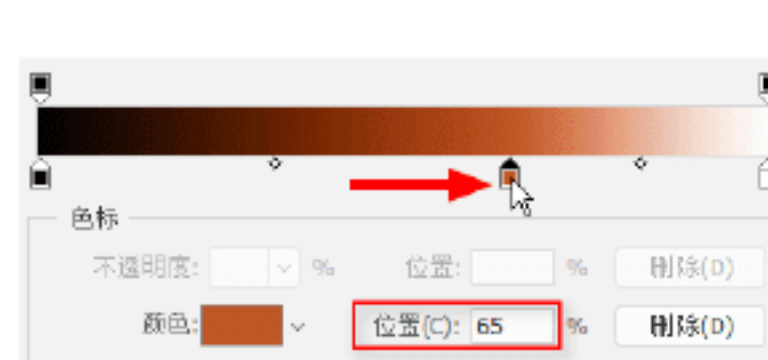 色标
不透明度: % 位置: % 删除(D)
颜色: 位置(C): 65 % 删除(D)